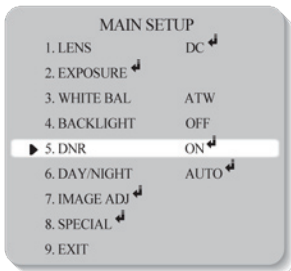 MAIN SETUP
1. LENS DC ↲
2. EXPOSURE ↲
3. WHITE BAL ATW
4. BACKLIGHT OFF
▶ 5. DNR ON ↲
6. DAY/NIGHT AUTO ↲
7. IMAGE ADJ ↲
8. SPECIAL ↲
9. EXIT